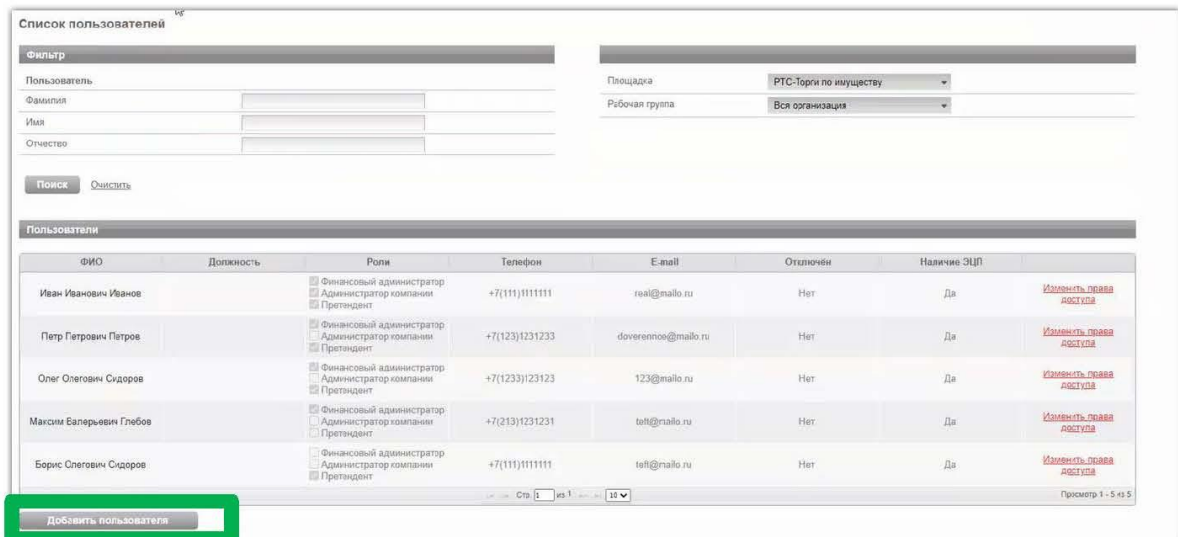 Список пользователей
Фильтр
Пользователь
Фамилия
Имя
Отчество
Площадка РТС-Торги по имуществу
Рабочая группа Вся организация
Поиск Очистить
Пользователи
ФИО Должность Роли Телефон E-mail Отключён Наличие ЭЦП
Финансовый администратор
Иван Иванович Иванов Администратор компании +7(111)1111111 real@mailo.ru Нет Да Изменить права доступа
Претендент
Финансовый администратор
Петр Петрович Петров Администратор компании +7(123)1231233 doverennoe@mailo.ru Нет Да Изменить права доступа
Претендент
Финансовый администратор
Олег Олегович Сидоров Администратор компании +7(1233)123123 123@mailo.ru Нет Да Изменить права доступа
Претендент
Финансовый администратор
Максим Валерьевич Глебов Администратор компании +7(213)1231231 Нет Да Изменить права доступа
Претендент
Финансовый администратор
Борис Олегович Сидоров Администратор компании +7(111)1111111 Нет Да Изменить права доступа
Претендент
Стр. 1 из 1 10 Просмотр 1 - 5 из 5
Добавить пользователя